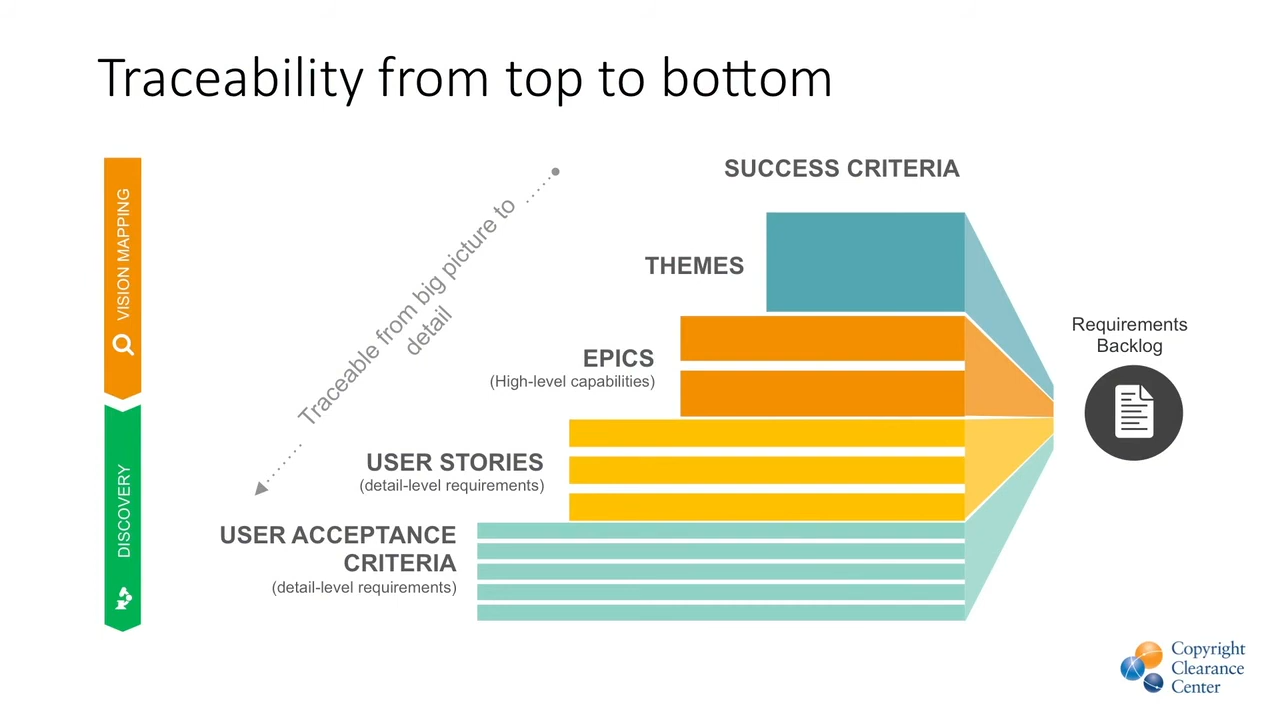 Traceability from top to bottom
VISION MAPPING
DISCOVERY
Traceable from big picture to
detail
SUCCESS CRITERIA
THEMES
EPICS
(High-level capabilities)
USER STORIES
(detail-level requirements)
USER ACCEPTANCE
CRITERIA
(detail-level requirements)
Requirements
Backlog
Copyright
Clearance
Center